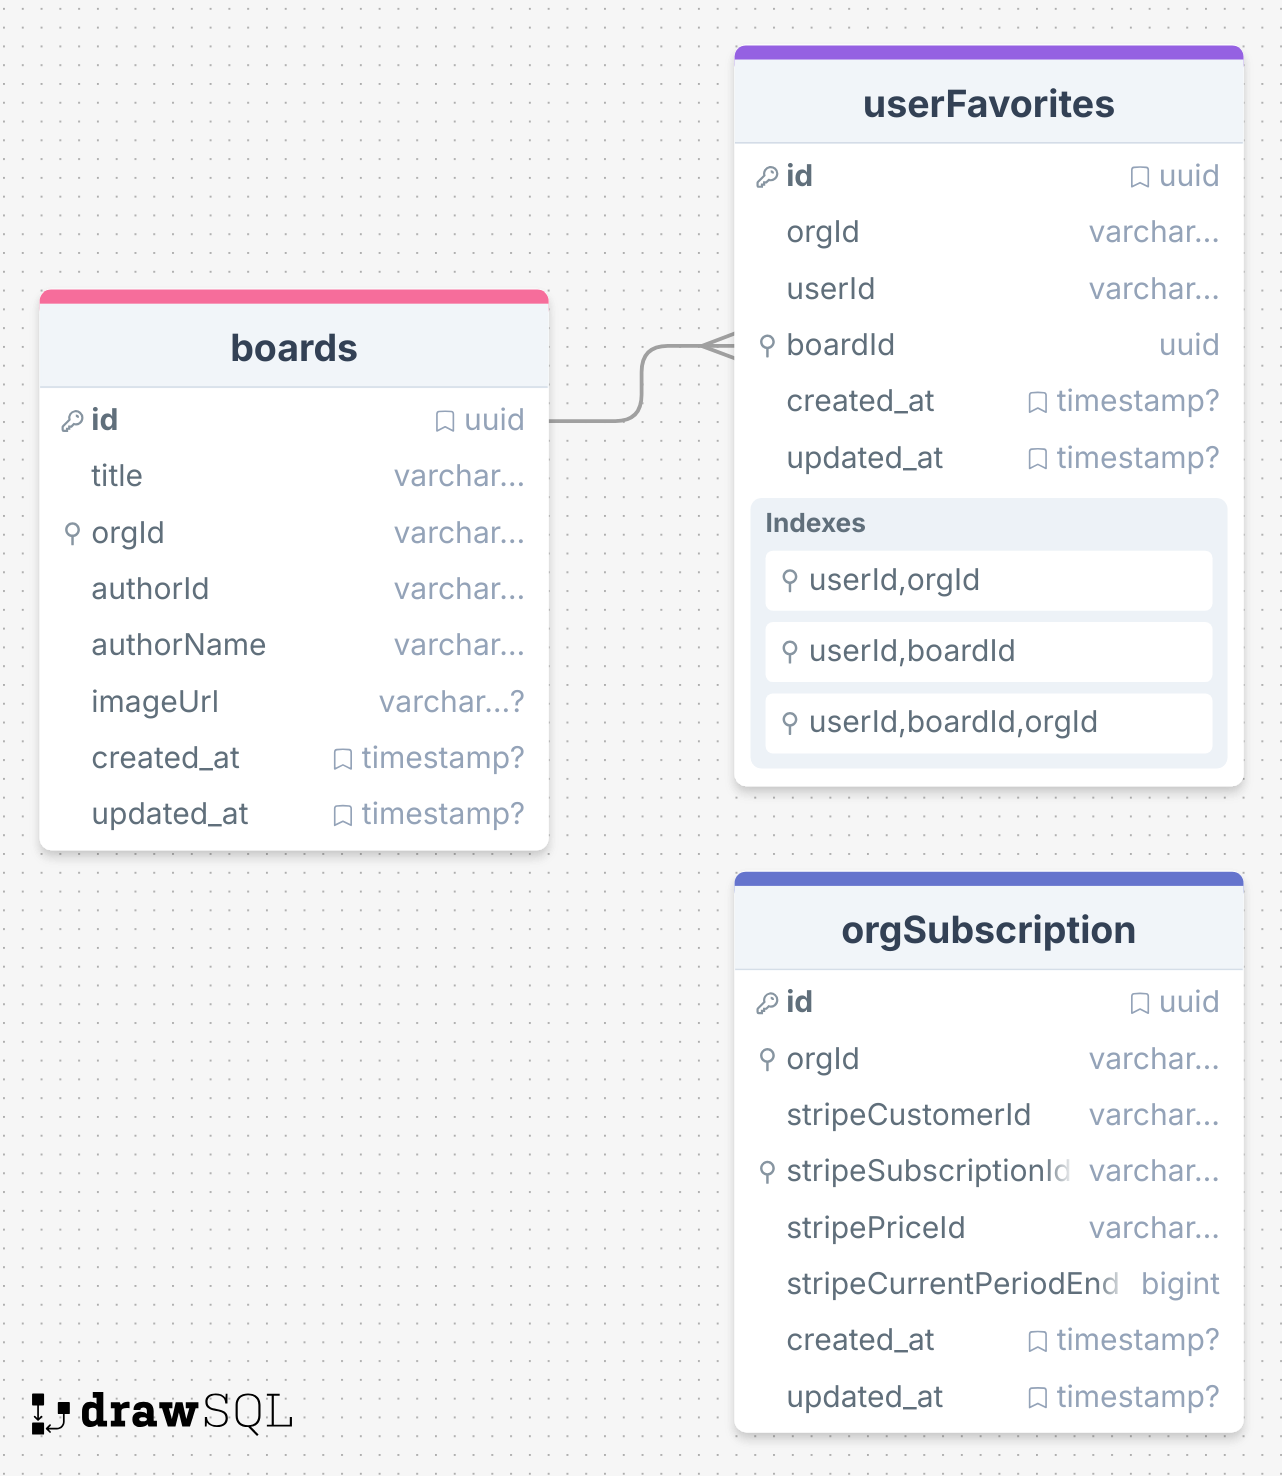 boards
id uuid
title varchar...
orgId varchar...
authorId varchar...
authorName varchar...
imageUrl varchar...?
created_at timestamp?
updated_at timestamp?
userFavorites
id uuid
orgId varchar...
userId varchar...
boardId uuid
created_at timestamp?
updated_at timestamp?
Indexes
userId,orgId
userId,boardId
userId,boardId,orgId
orgSubscription
id uuid
orgId varchar...
stripeCustomerId varchar...
stripeSubscriptionId varchar...
stripePriceId varchar...
stripeCurrentPeriodEnd bigint
created_at timestamp?
updated_at timestamp?
drawSQL